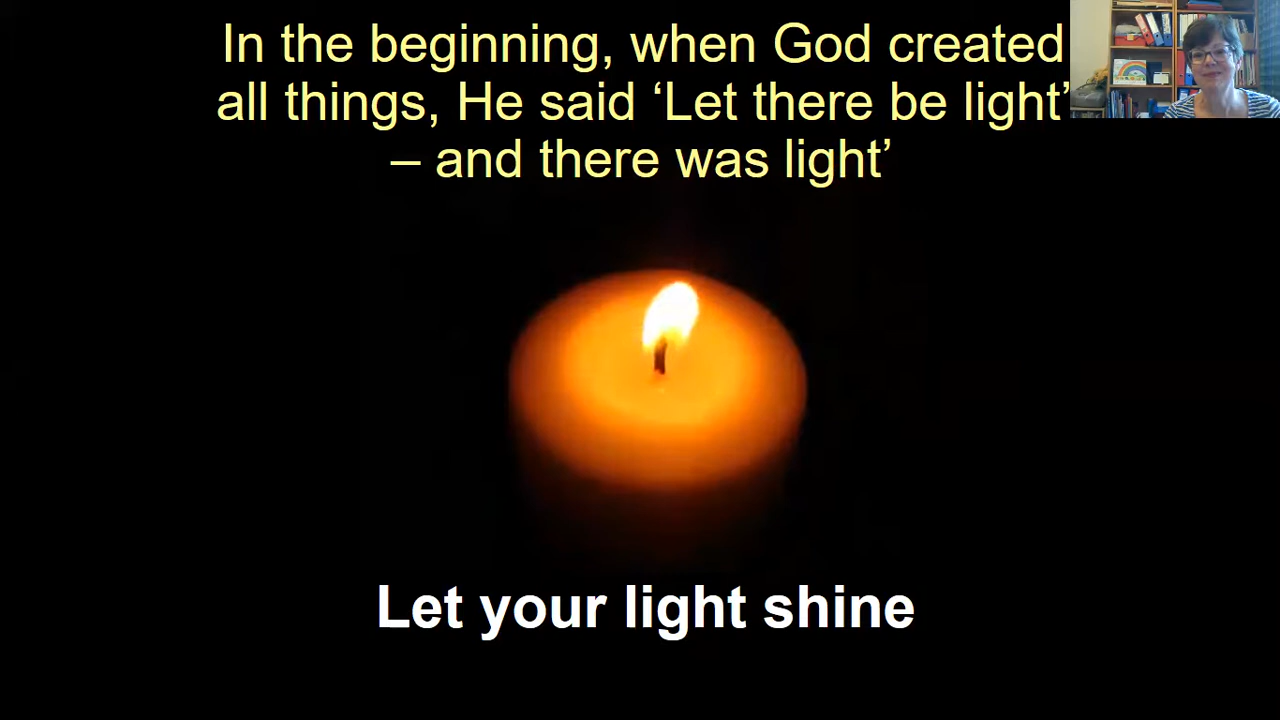 In the beginning, when God created
all things, He said ‘Let there be light’
– and there was light’
Let your light shine